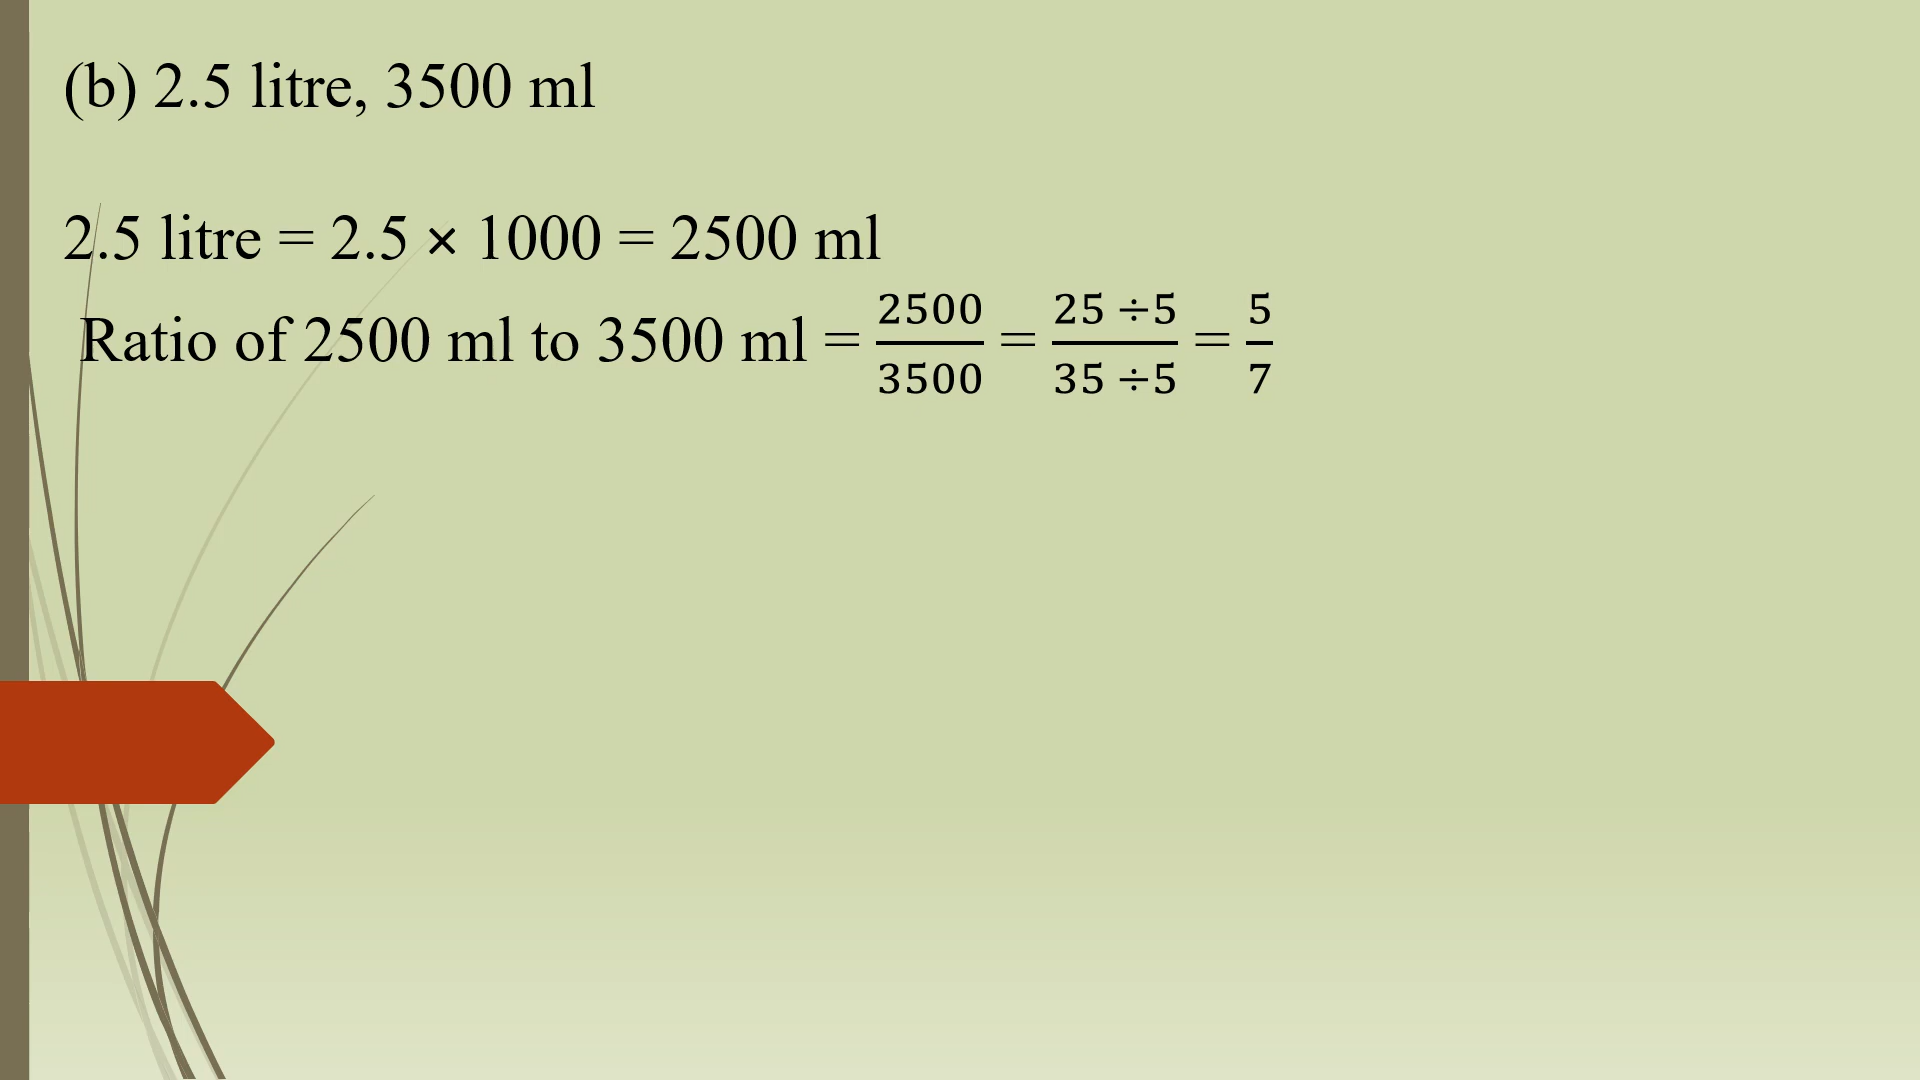 (b) 2.5 litre, 3500 ml
2.5 litre = 2.5 × 1000 = 2500 ml
Ratio of 2500 ml to 3500 ml = 2500/3500 = 25 ÷5/35 ÷5 = 5/7